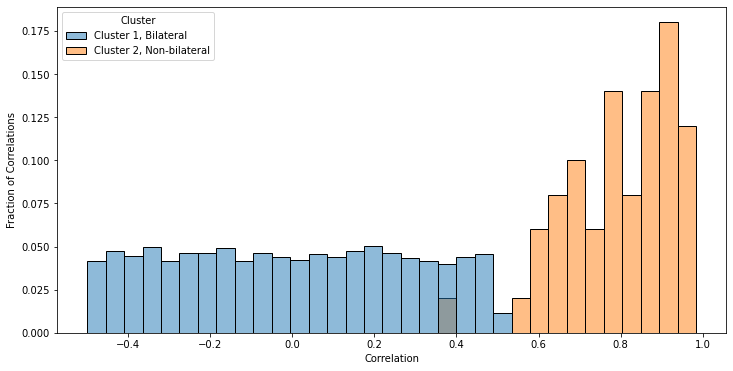 Cluster
Cluster 1, Bilateral
Cluster 2, Non-bilateral
Fraction of Correlations
0.175
0.150
0.125
0.100
0.075
0.050
0.025
0.000
−0.4 −0.2 0.0 0.2 0.4 0.6 0.8 1.0
Correlation